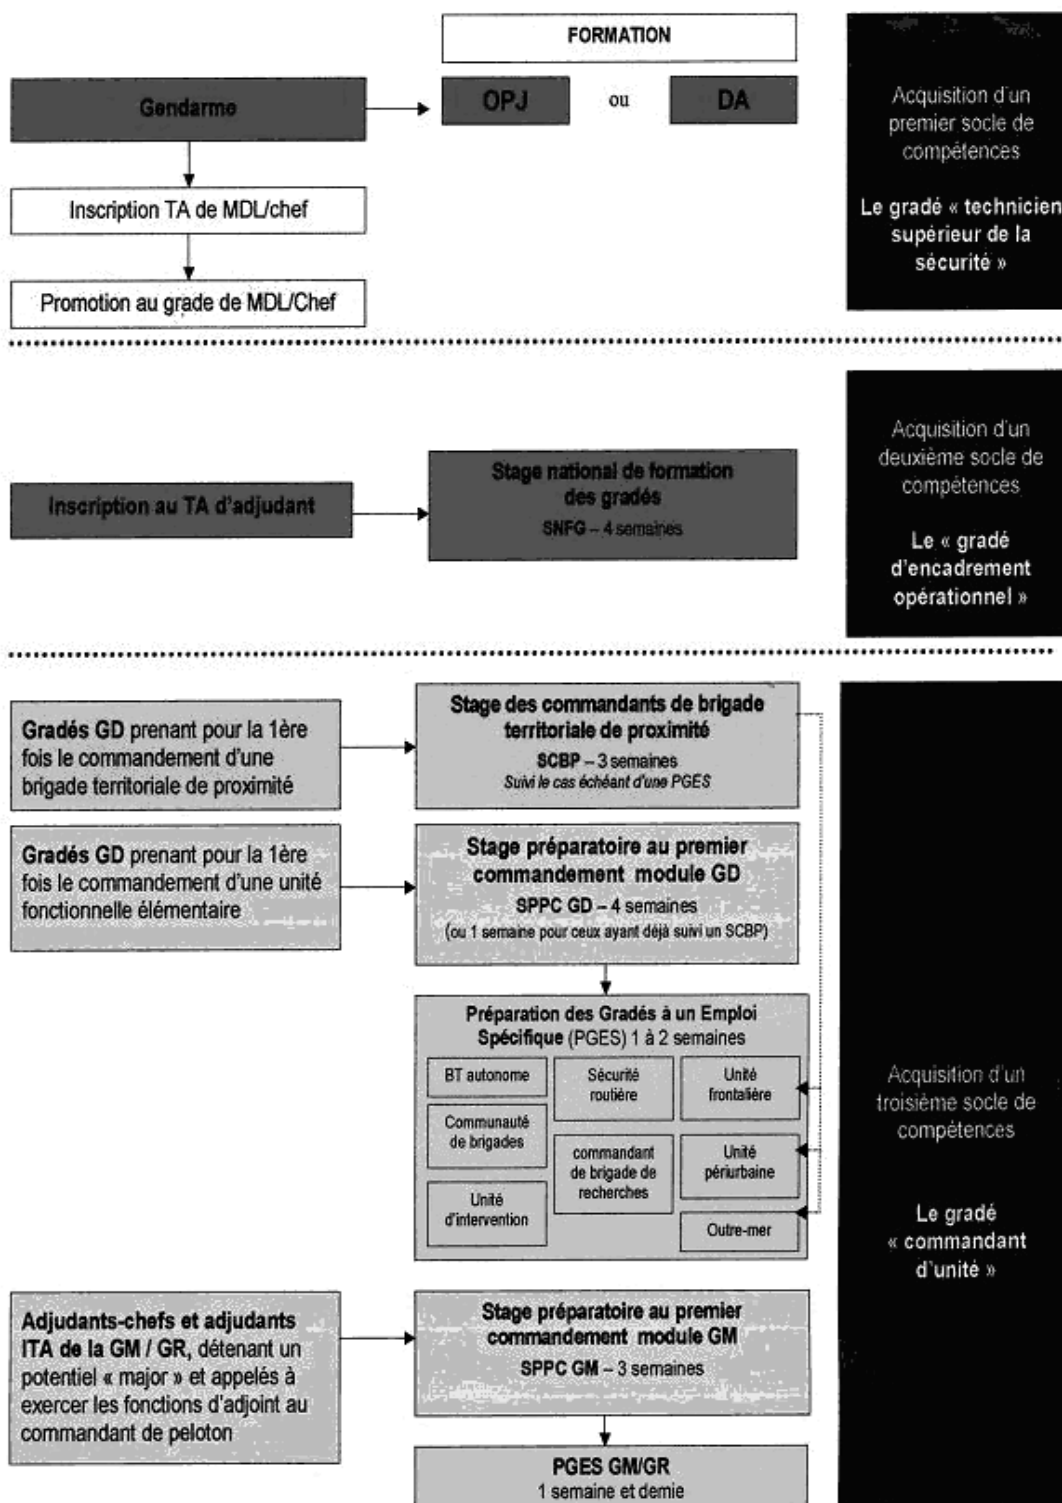 FORMATION
Gendarme
OPJ
ou
DA
Inscription TA de MDL/chef
Promotion au grade de MDL/Chef
Acquisition d'un
premier socle de
compétences
Le gradé « technicien
supérieur de la
sécurité »
Inscription au TA d'adjudant
Stage national de formation
des gradés
SNFG – 4 semaines
Acquisition d'un
deuxième socle de
compétences
Le « gradé
d'encadrement
opérationnel »
Gradés GD prenant pour la 1ère
fois le commandement d'une
brigade territoriale de proximité
Stage des commandants de brigade
territoriale de proximité
SCBP – 3 semaines
Suivi le cas échéant d'une PGES
Gradés GD prenant pour la 1ère
fois le commandement d'une unité
fonctionnelle élémentaire
Stage préparatoire au premier
commandement module GD
SPPC GD – 4 semaines
(ou 1 semaine pour ceux ayant déjà suivi un SCBP)
Préparation des Gradés à un Emploi
Spécifique (PGES) 1 à 2 semaines
BT autonome
Communauté
de brigades
Unité
d'intervention
Sécurité
routière
commandant
de brigade de
recherches
Unité
frontalière
Unité
périurbaine
Outre-mer
Acquisition d'un
troisième socle de
compétences
Le gradé
« commandant
d'unité »
Adjudants-chefs et adjudants
ITA de la GM / GR, détenant un
potentiel « major » et appelés à
exercer les fonctions d'adjoint au
commandant de peloton
Stage préparatoire au premier
commandement module GM
SPPC GM – 3 semaines
PGES GM/GR
1 semaine et demie